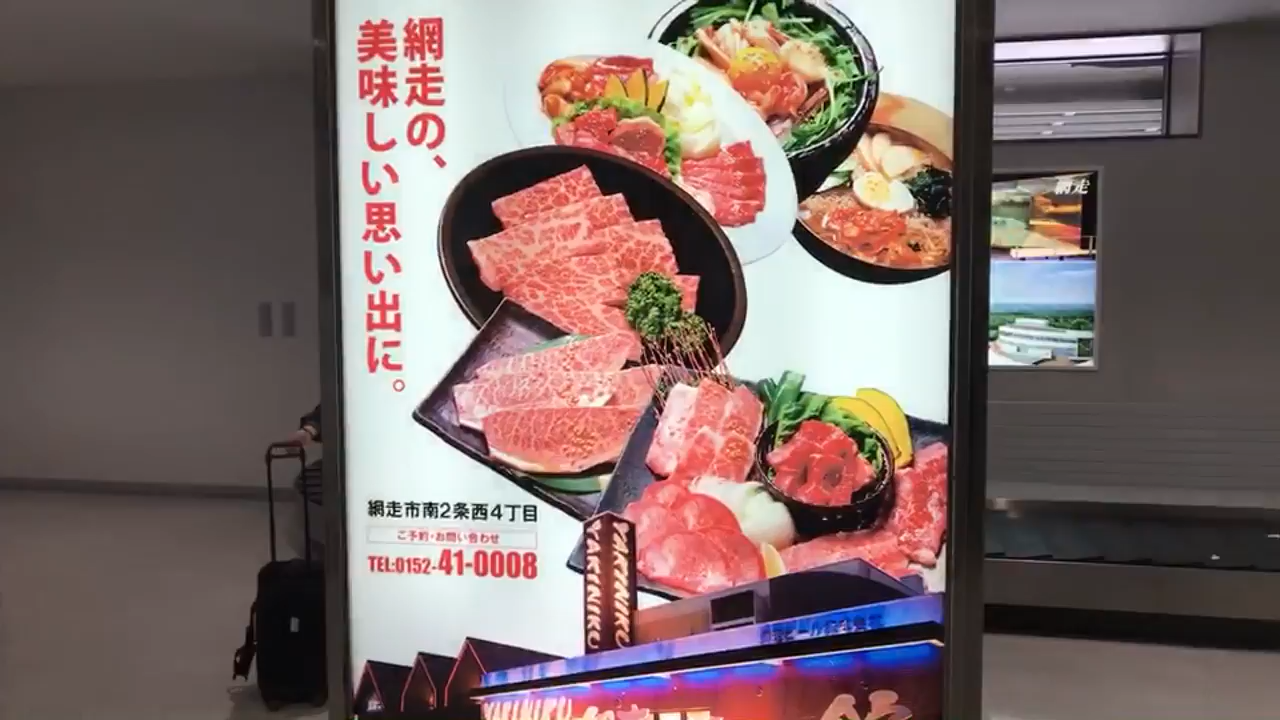 網走の、
美味しい思い出に。
網走市南2条西4丁目
ご予約・お問い合わせ
TEL:0152-41-0008
YAKINIKU
YAKINIKU
YAKINIKU
網走